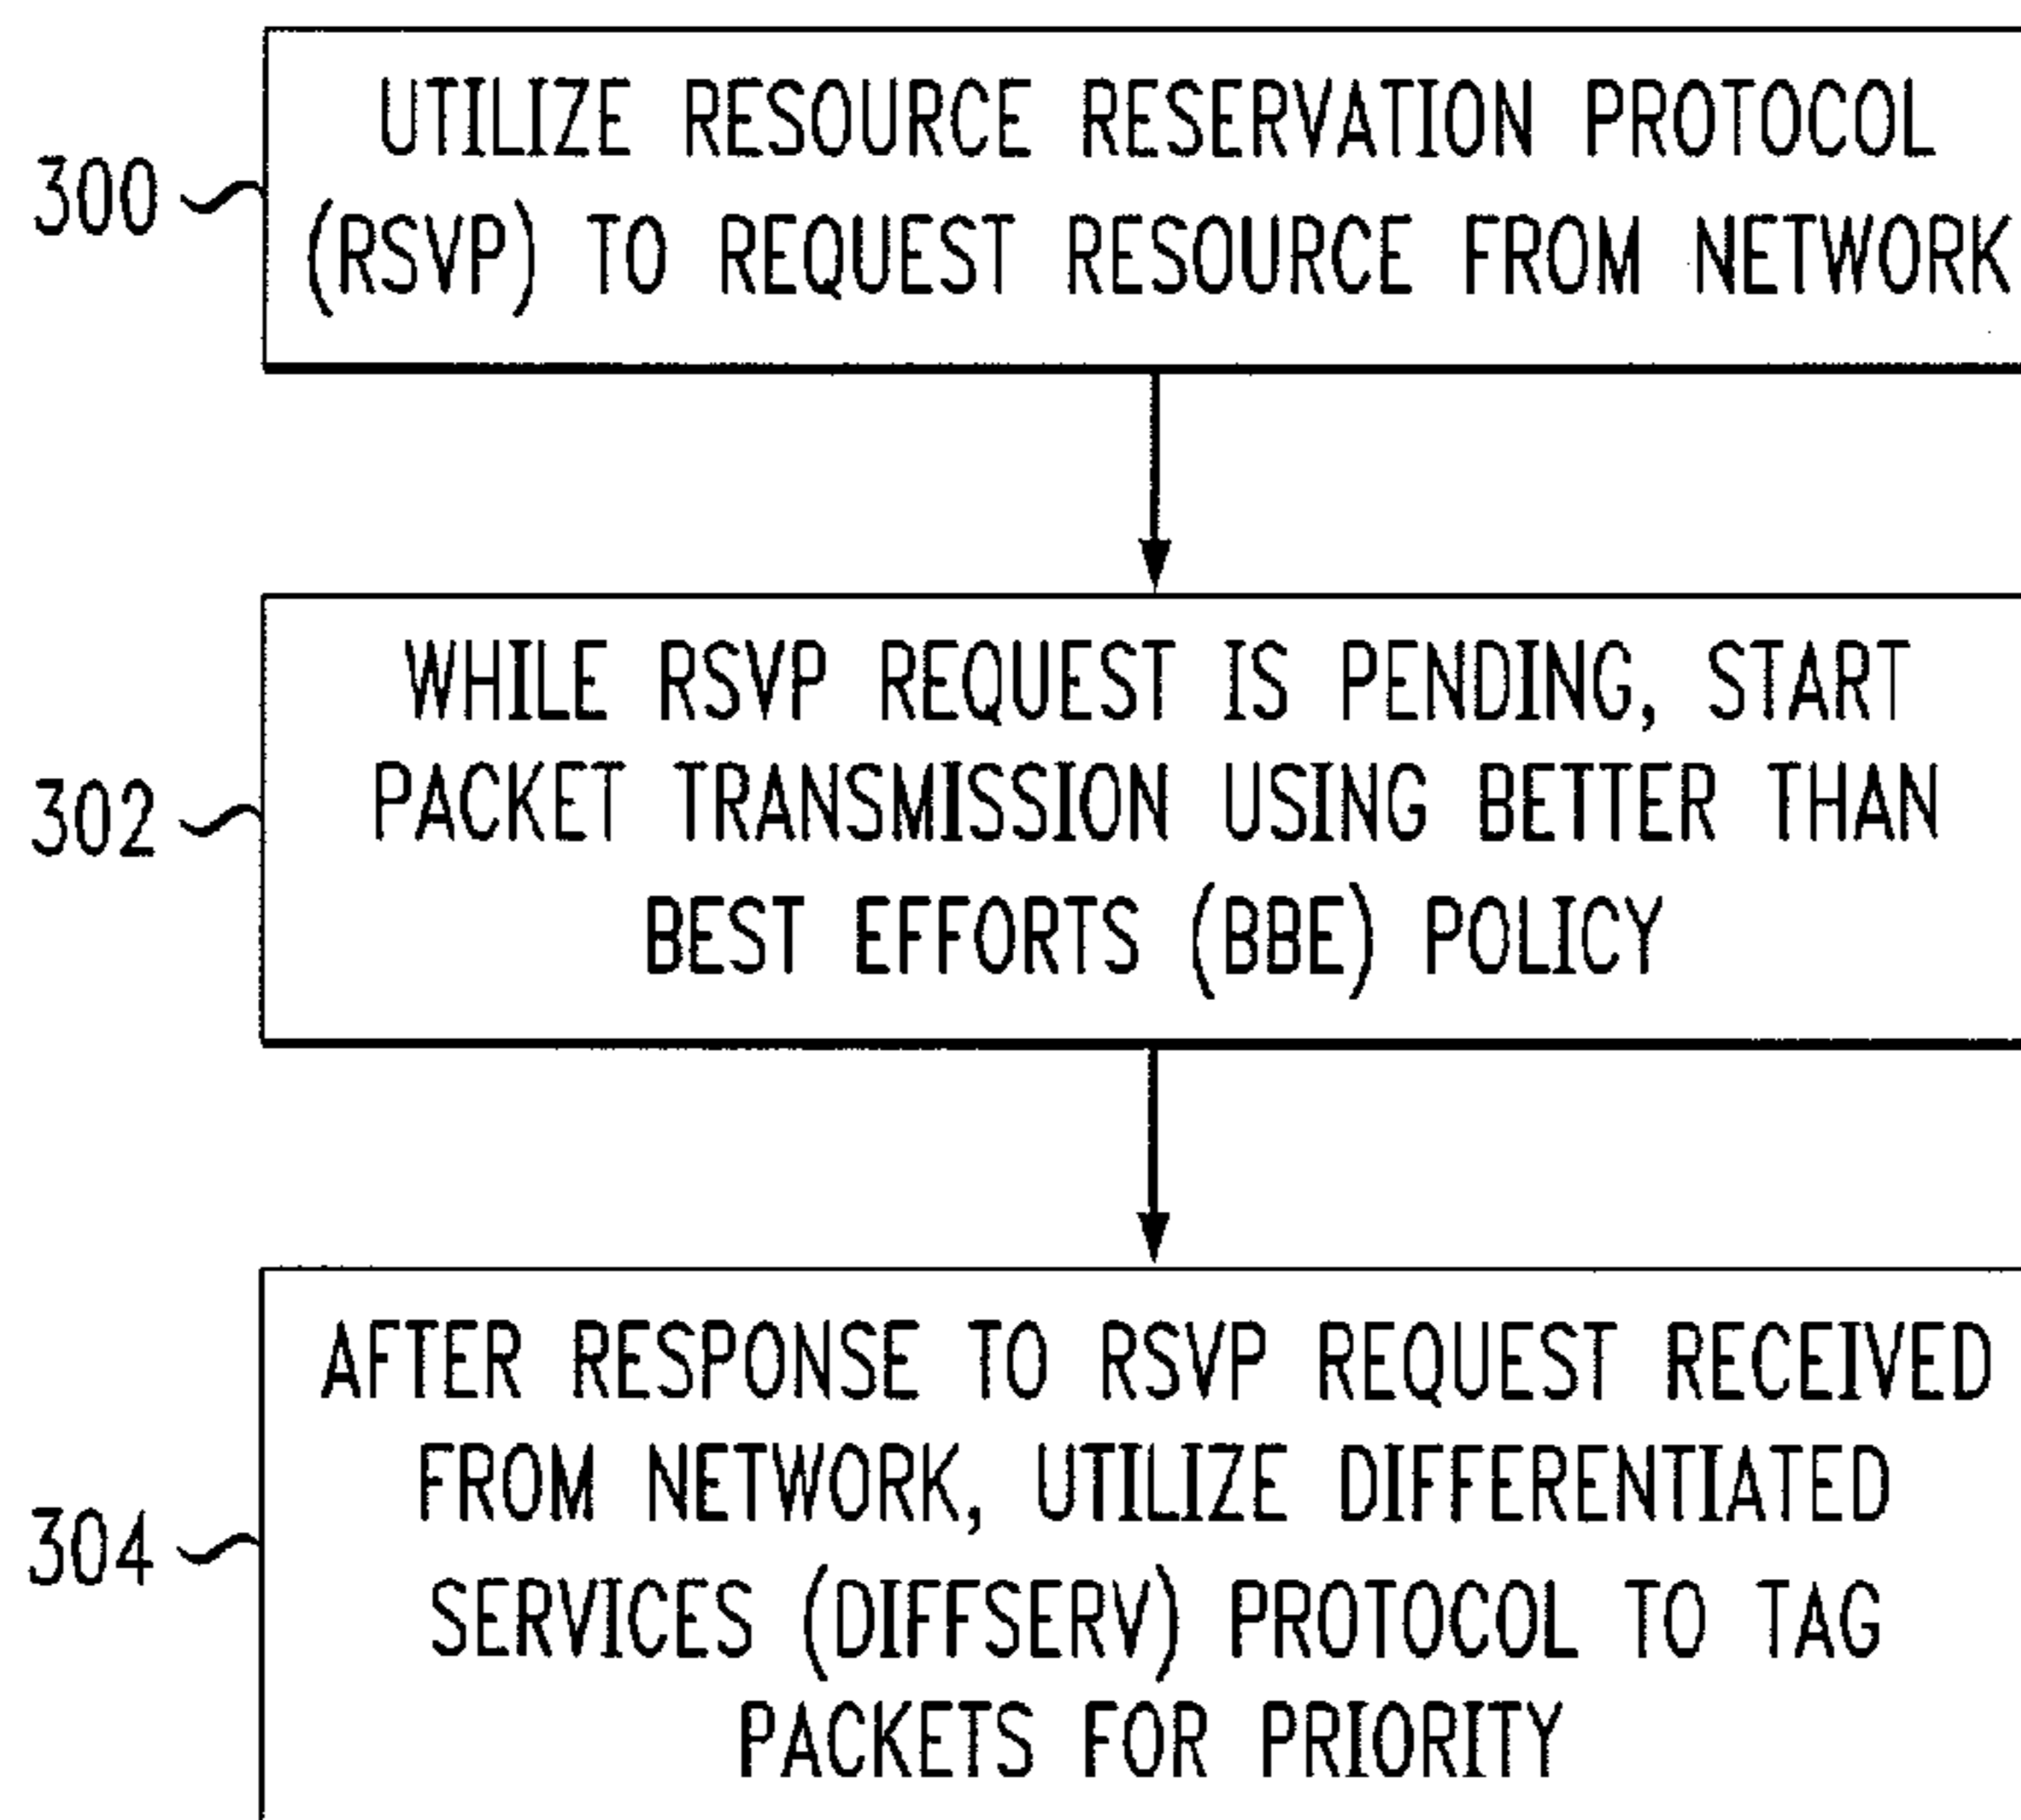 300
UTILIZE RESOURCE RESERVATION PROTOCOL
(RSVP) TO REQUEST RESOURCE FROM NETWORK
302
WHILE RSVP REQUEST IS PENDING, START
PACKET TRANSMISSION USING BETTER THAN
BEST EFFORTS (BBE) POLICY
304
AFTER RESPONSE TO RSVP REQUEST RECEIVED
FROM NETWORK, UTILIZE DIFFERENTIATED
SERVICES (DIFFSERV) PROTOCOL TO TAG
PACKETS FOR PRIORITY